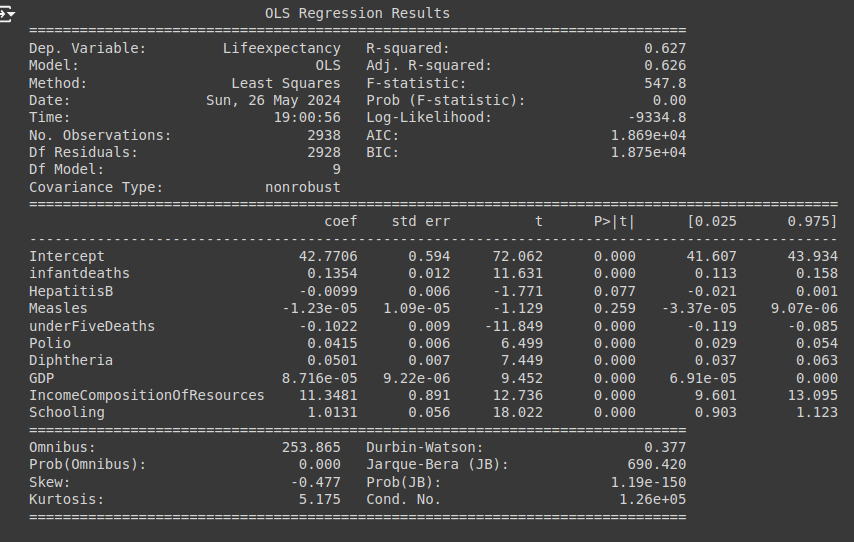 OLS Regression Results
==============================================================================
Dep. Variable: Lifeexpectancy R-squared: 0.627
Model: OLS Adj. R-squared: 0.626
Method: Least Squares F-statistic: 547.8
Date: Sun, 26 May 2024 Prob (F-statistic): 0.00
Time: 19:00:56 Log-Likelihood: -9334.8
No. Observations: 2938 AIC: 1.869e+04
Df Residuals: 2928 BIC: 1.875e+04
Df Model: 9
Covariance Type: nonrobust
================================================================================================
coef std err t P>|t| [0.025 0.975]
------------------------------------------------------------------------------------------------
Intercept 42.7706 0.594 72.062 0.000 41.607 43.934
infantdeaths 0.1354 0.012 11.631 0.000 0.113 0.158
HepatitisB -0.0099 0.006 -1.771 0.077 -0.021 0.001
Measles -1.23e-05 1.09e-05 -1.129 0.259 -3.37e-05 9.07e-06
underFiveDeaths -0.1022 0.009 -11.849 0.000 -0.119 -0.085
Polio 0.0415 0.006 6.499 0.000 0.029 0.054
Diphtheria 0.0501 0.007 7.449 0.000 0.037 0.063
GDP 8.716e-05 9.22e-06 9.452 0.000 6.91e-05 0.000
IncomeCompositionOfResources 11.3481 0.891 12.736 0.000 9.601 13.095
Schooling 1.0131 0.056 18.022 0.000 0.903 1.123
==============================================================================
Omnibus: 253.865 Durbin-Watson: 0.377
Prob(Omnibus): 0.000 Jarque-Bera (JB): 690.420
Skew: -0.477 Prob(JB): 1.19e-150
Kurtosis: 5.175 Cond. No. 1.26e+05
==============================================================================